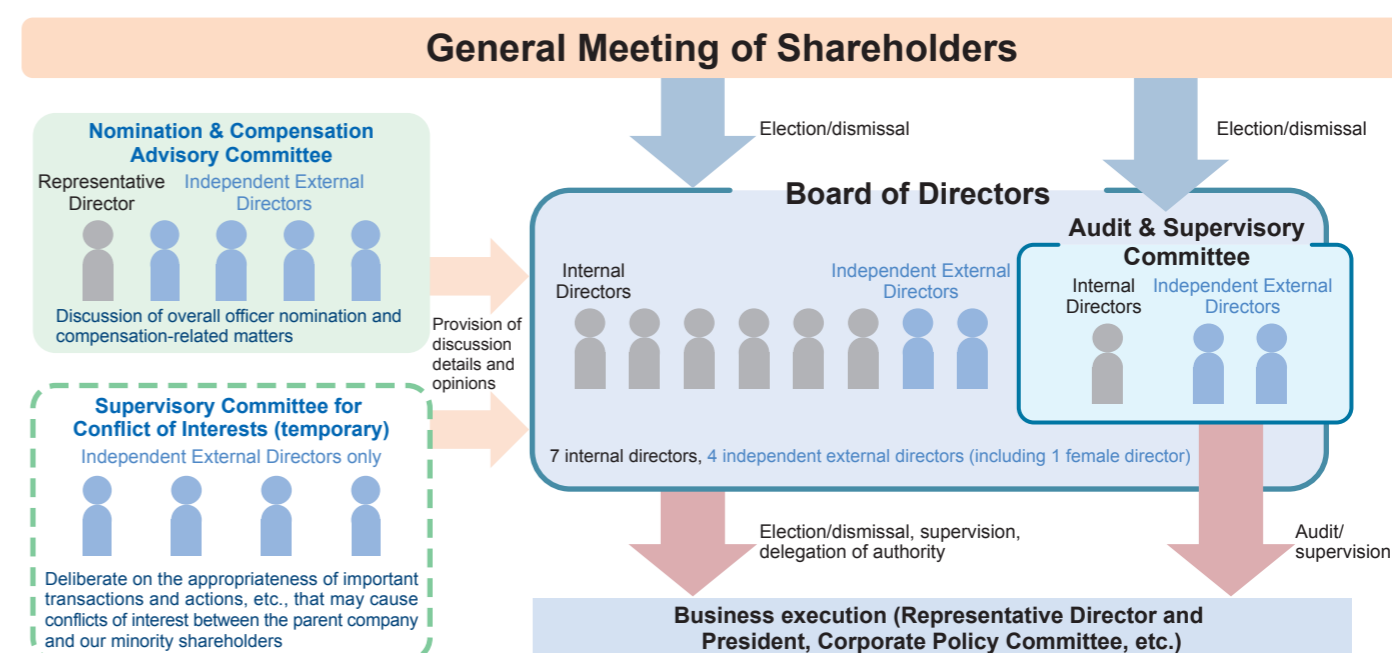 General Meeting of Shareholders
Election/dismissal
Election/dismissal
Nomination & Compensation
Advisory Committee
Representative
Director
Independent External
Directors
Discussion of overall officer nomination and
compensation-related matters
Provision of
discussion
details and
opinions
Supervisory Committee for
Conflict of Interests (temporary)
Independent External Directors only
Deliberate on the appropriateness of important
transactions and actions, etc., that may cause
conflicts of interest between the parent company
and our minority shareholders
Board of Directors
Internal
Directors
Independent External
Directors
Audit & Supervisory
Committee
Internal
Directors
Independent External
Directors
7 internal directors, 4 independent external directors (including 1 female director)
Election/dismissal, supervision,
delegation of authority
Audit/
supervision
Business execution (Representative Director and
President, Corporate Policy Committee, etc.)